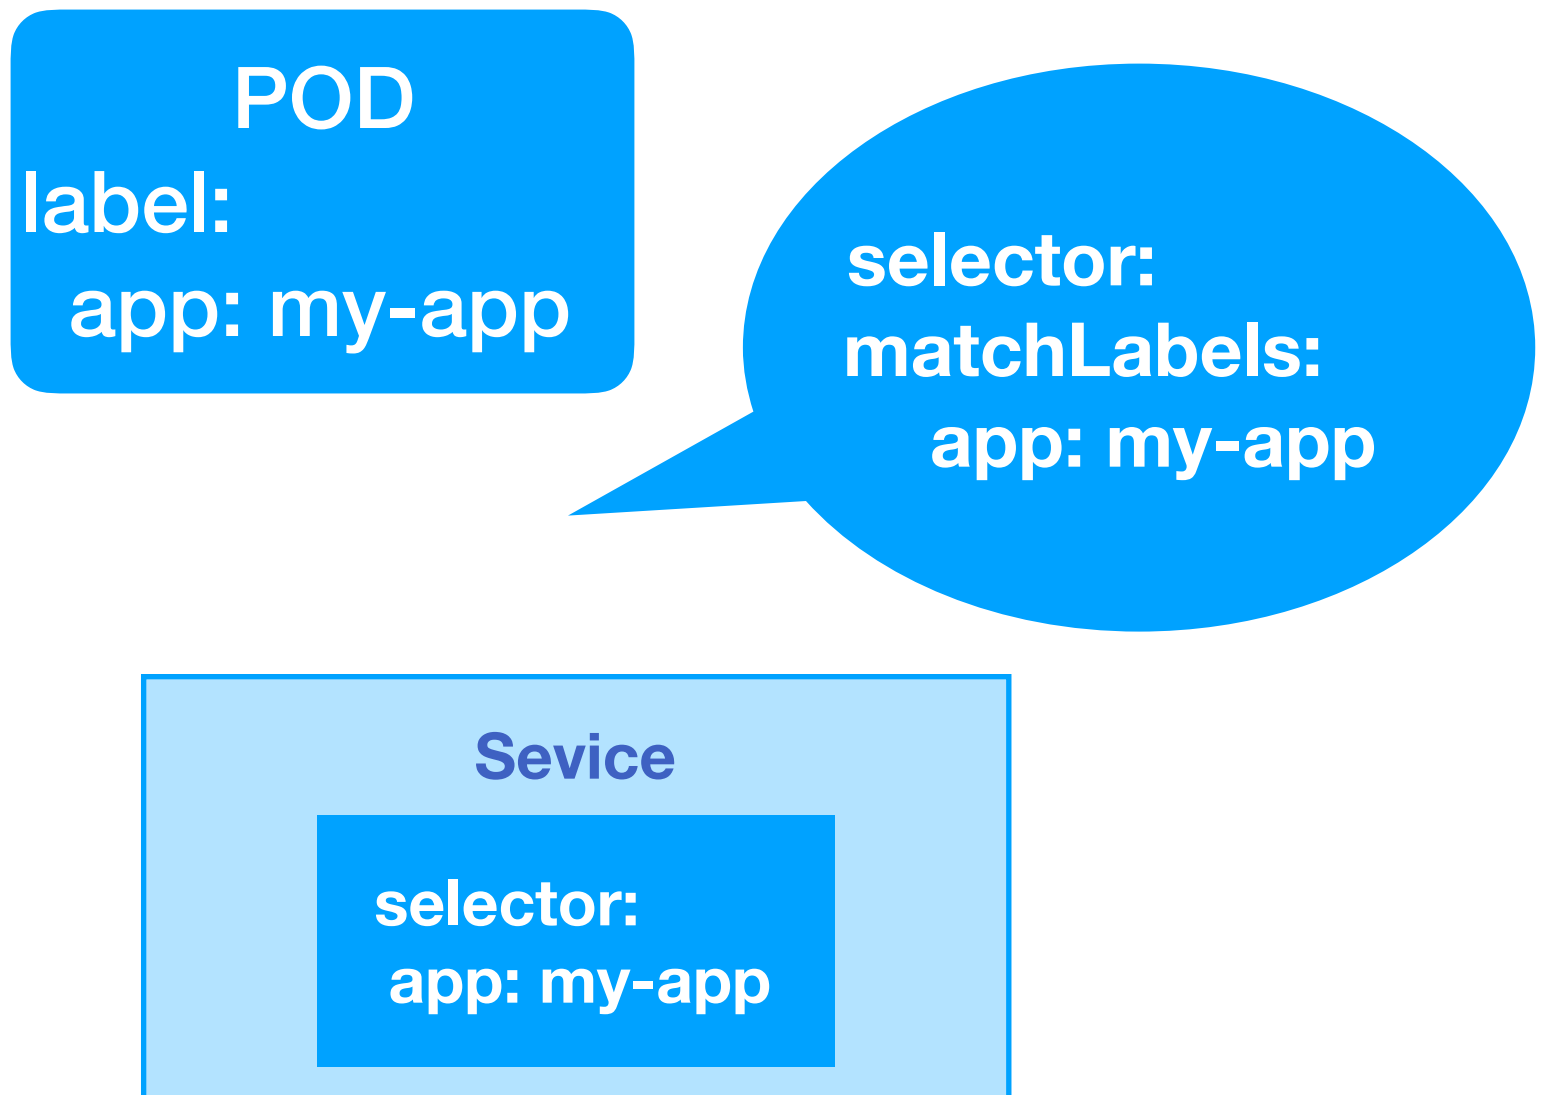 POD
label:
app: my-app
selector:
matchLabels:
app: my-app
Sevice
selector:
app: my-app